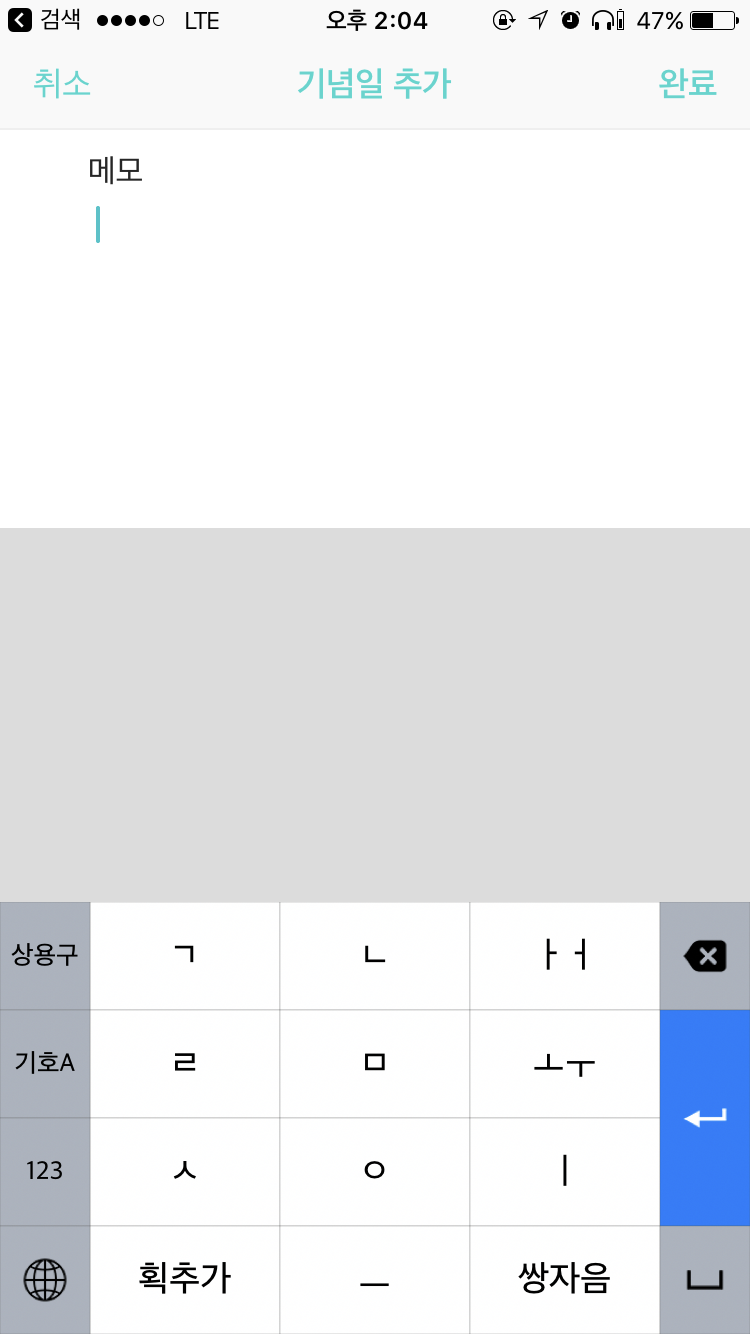 검색 LTE 오후 2:04 47%
취소 기념일 추가 완료
메모
상용구 ㄱ ㄴ ㅏㅓ
기호A ㄹ ㅁ ㅗㅜ
123 ㅅ ㅇ ㅣ
획추가 ㅡ 쌍자음